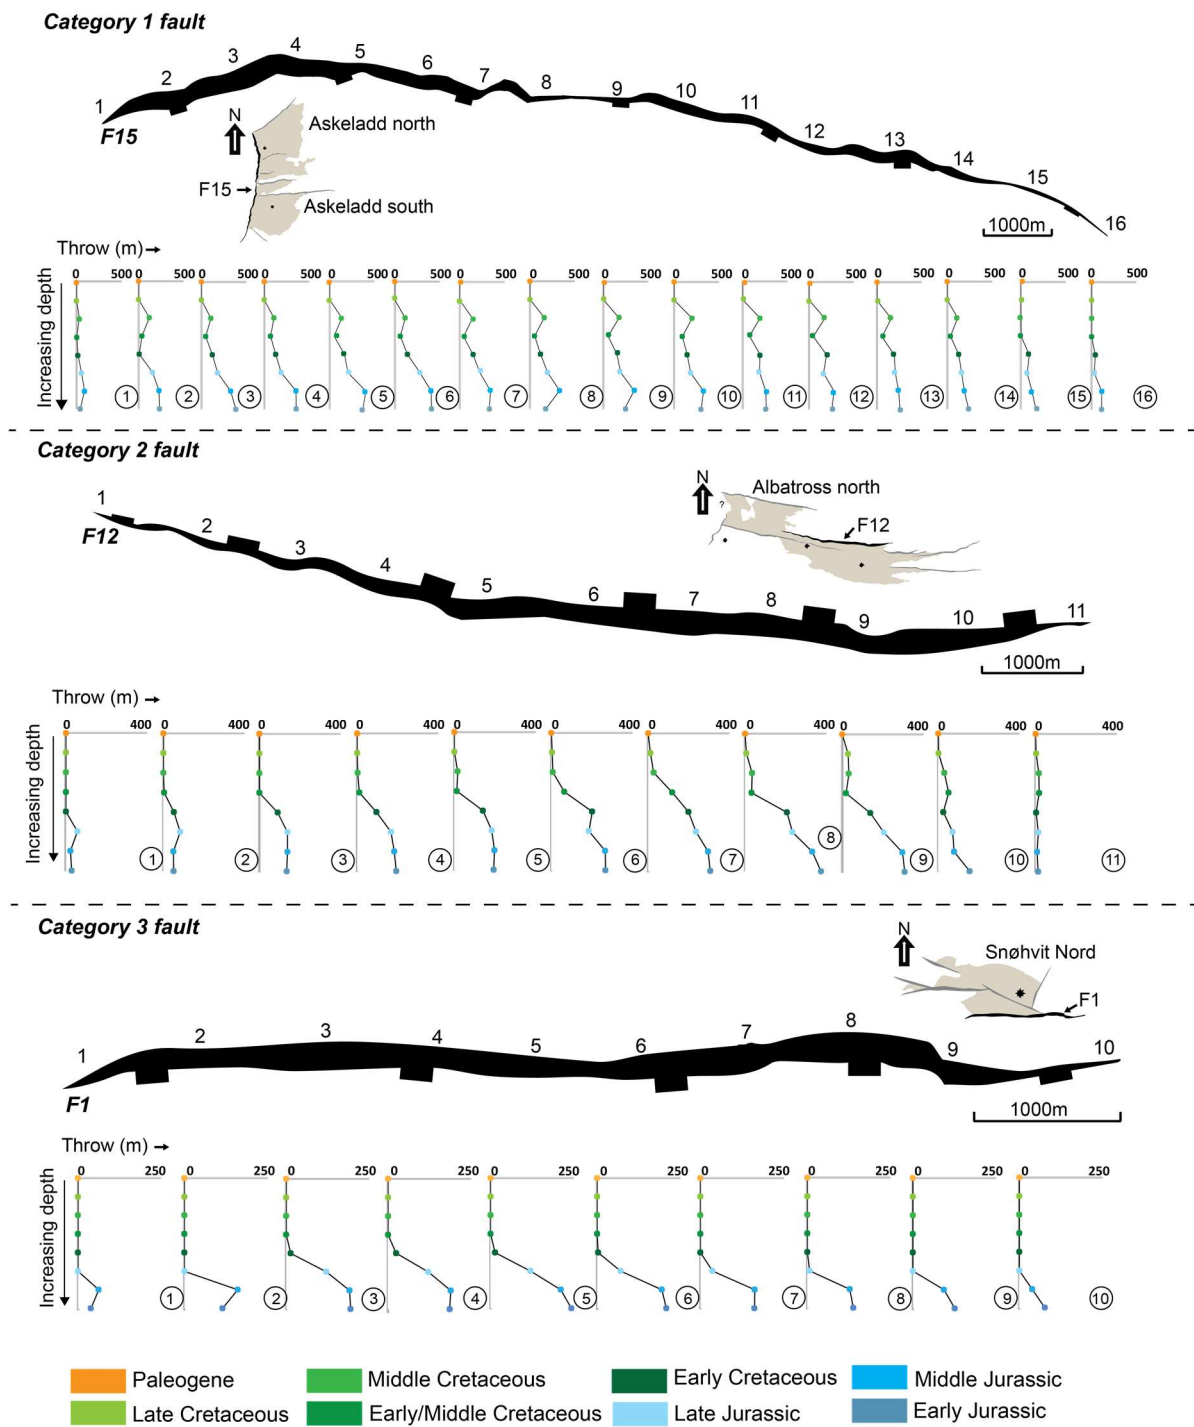 Category 1 fault
1 2 3 4 5 6 7 8 9 10 11 12 13 14 15 16
F15
N
Askeladd north
F15
Askeladd south
1000m
Throw (m)
0 500 0 500 0 500 0 500 0 500 0 500 0 500 0 500 0 500 0 500 0 500 0 500 0 500 0 500 0 500 0 500
Increasing depth
1 2 3 4 5 6 7 8 9 10 11 12 13 14 15 16
Category 2 fault
1 2 3 4 5 6 7 8 9 10 11
F12
N
Albatross north
?
F12
1000m
Throw (m)
0 400 0 400 0 400 0 400 0 400 0 400 0 400 0 400 0 400 0 400 0 400
Increasing depth
1 2 3 4 5 6 7 8 9 10 11
Category 3 fault
N
Snøhvit Nord
F1
1 2 3 4 5 6 7 8 9 10
F1
1000m
Throw (m)
0 250 0 250 0 250 0 250 0 250 0 250 0 250 0 250 0 250 0 250
Increasing depth
1 2 3 4 5 6 7 8 9 10
Paleogene Middle Cretaceous Early Cretaceous Middle Jurassic
Late Cretaceous Early/Middle Cretaceous Late Jurassic Early Jurassic